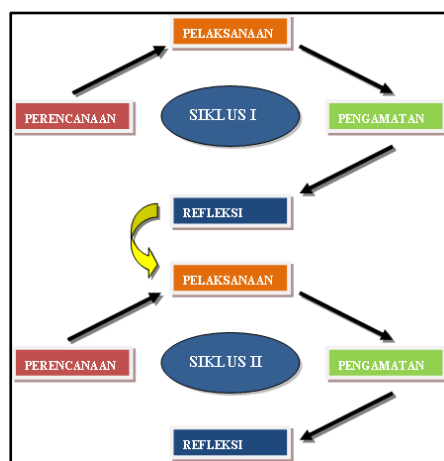 PELAKSANAAN
PERENCANAAN
SIKLUS I
PENGAMATAN
REFLEKSI
PELAKSANAAN
PERENCANAAN
SIKLUS II
PENGAMATAN
REFLEKSI